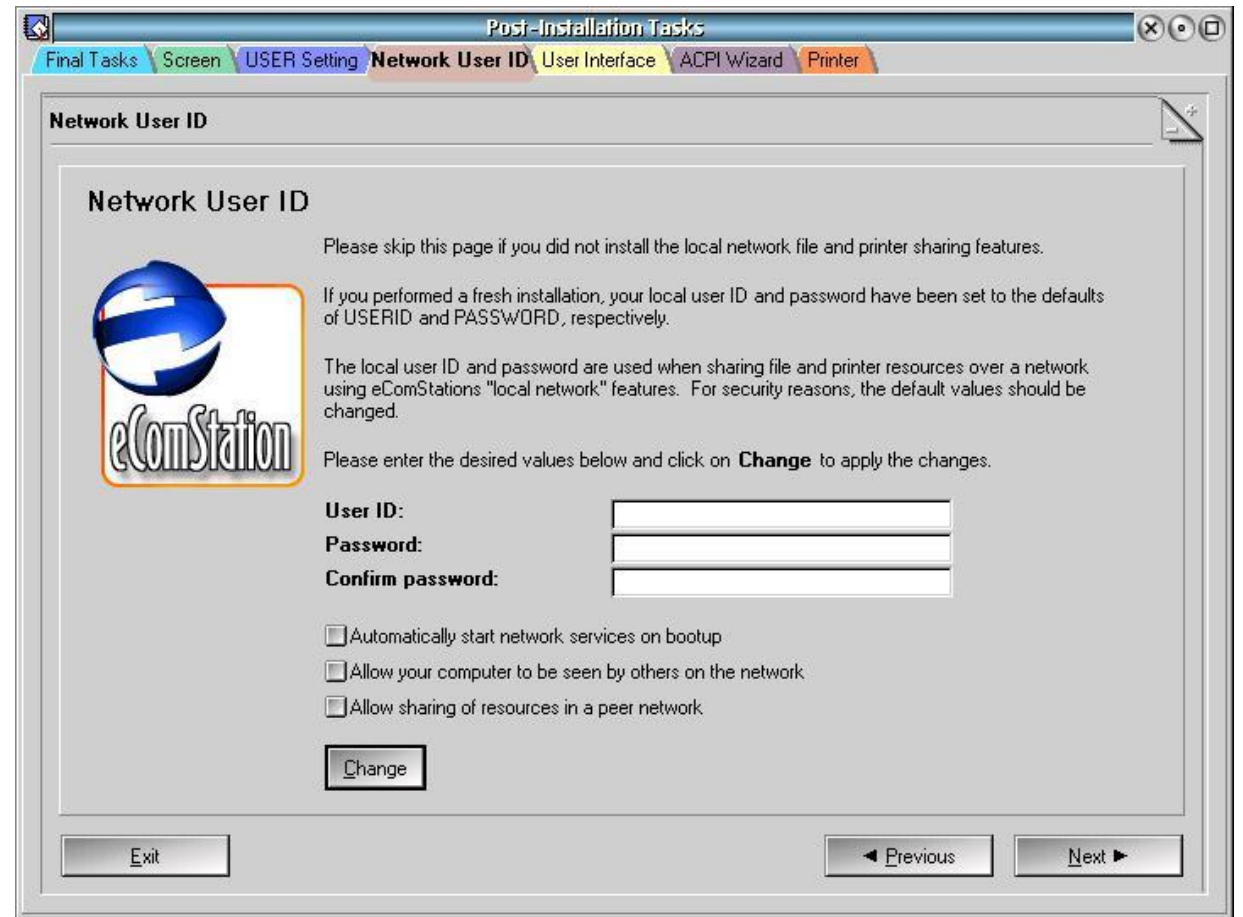 Post-Installation Tasks
Final Tasks Screen USER Setting Network User ID User Interface ACPI Wizard Printer
Network User ID
Network User ID
Please skip this page if you did not install the local network file and printer sharing features.
If you performed a fresh installation, your local user ID and password have been set to the defaults
of USERID and PASSWORD, respectively.
The local user ID and password are used when sharing file and printer resources over a network
using eComStations "local network" features. For security reasons, the default values should be
changed.
eComStation
Please enter the desired values below and click on Change to apply the changes.
User ID:
Password:
Confirm password:
Automatically start network services on bootup
Allow your computer to be seen by others on the network
Allow sharing of resources in a peer network
Change
Exit ◄ Previous Next ►